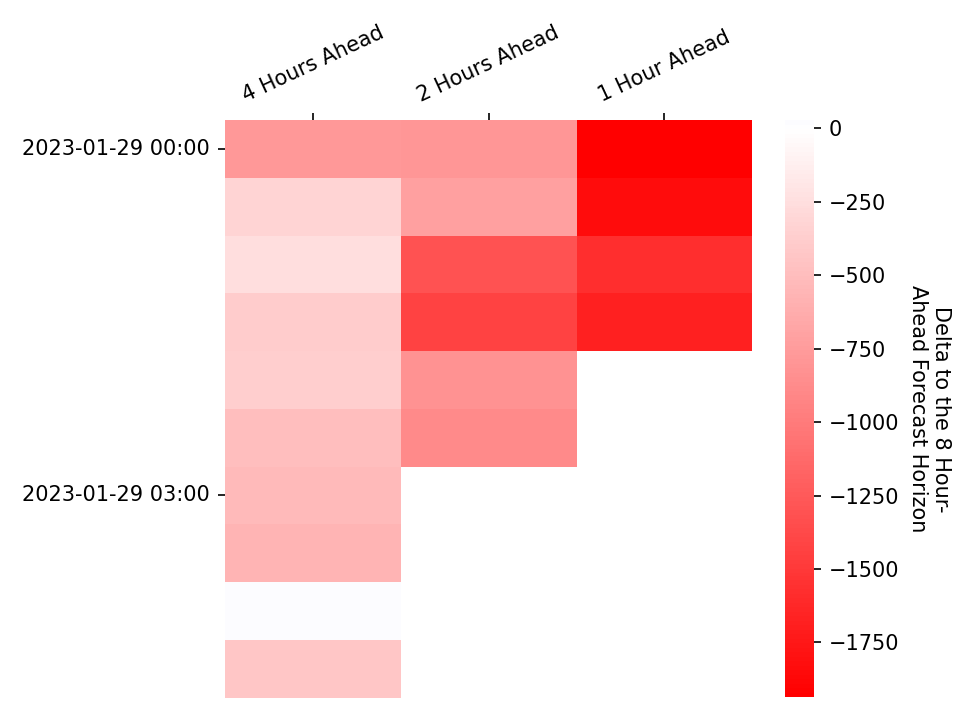 4 Hours Ahead
2 Hours Ahead
1 Hour Ahead
2023-01-29 00:00
2023-01-29 03:00
0
−250
−500
−750
−1000
−1250
−1500
−1750
Delta to the 8 Hour-
Ahead Forecast Horizon